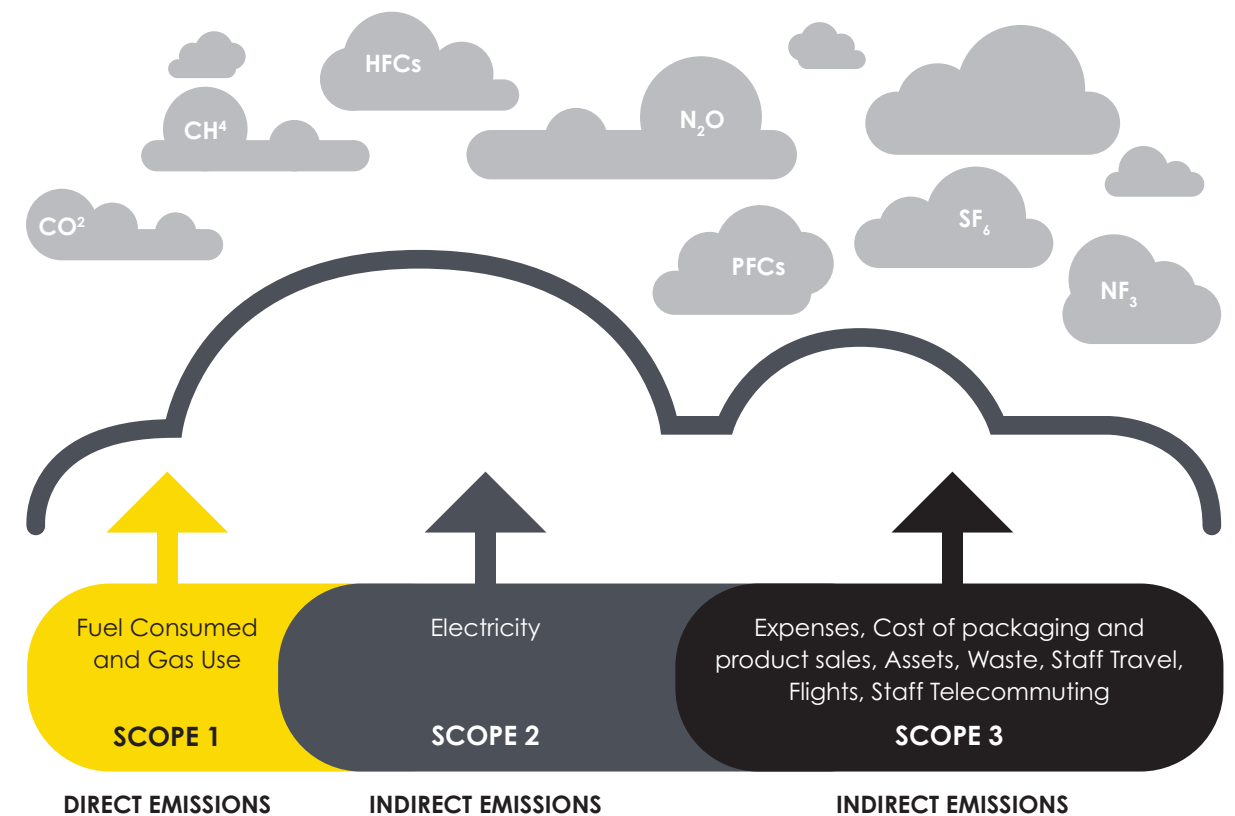 HFCs
CH⁴
N₂O
CO²
SF₆
PFCs
NF₃
Fuel Consumed
and Gas Use
SCOPE 1
Electricity
SCOPE 2
Expenses, Cost of packaging and
product sales, Assets, Waste, Staff Travel,
Flights, Staff Telecommuting
SCOPE 3
DIRECT EMISSIONS
INDIRECT EMISSIONS
INDIRECT EMISSIONS